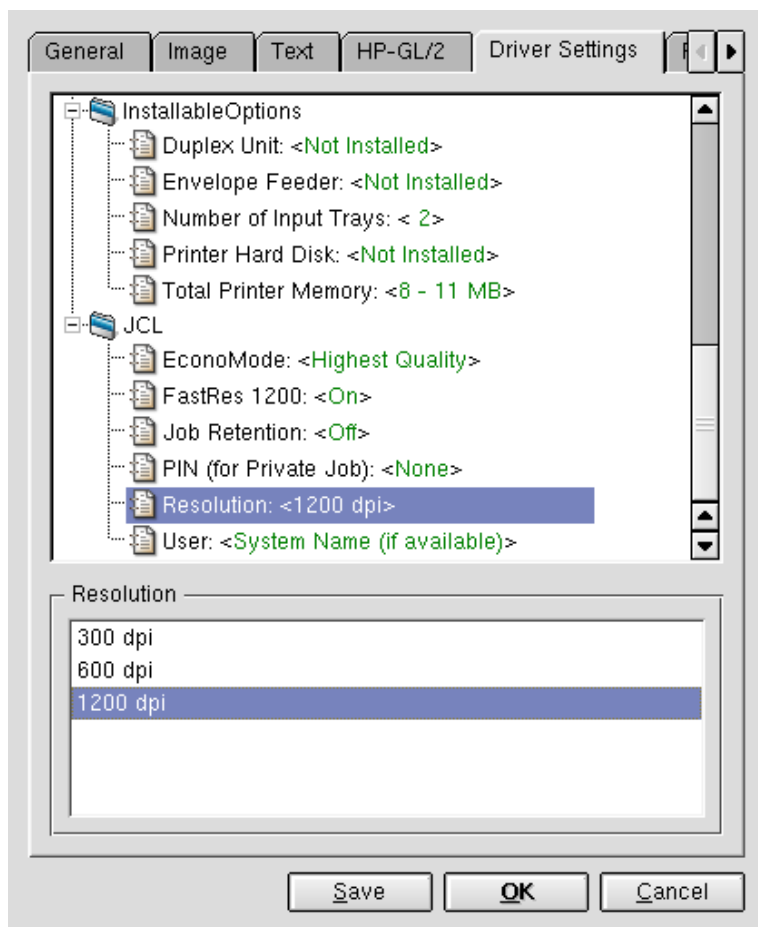 General Image Text HP-GL/2 Driver Settings
InstallableOptions
Duplex Unit: <Not Installed>
Envelope Feeder: <Not Installed>
Number of Input Trays: < 2>
Printer Hard Disk: <Not Installed>
Total Printer Memory: <8 - 11 MB>
JCL
EconoMode: <Highest Quality>
FastRes 1200: <On>
Job Retention: <Off>
PIN (for Private Job): <None>
Resolution: <1200 dpi>
User: <System Name (if available)>
Resolution
300 dpi
600 dpi
1200 dpi
Save OK Cancel